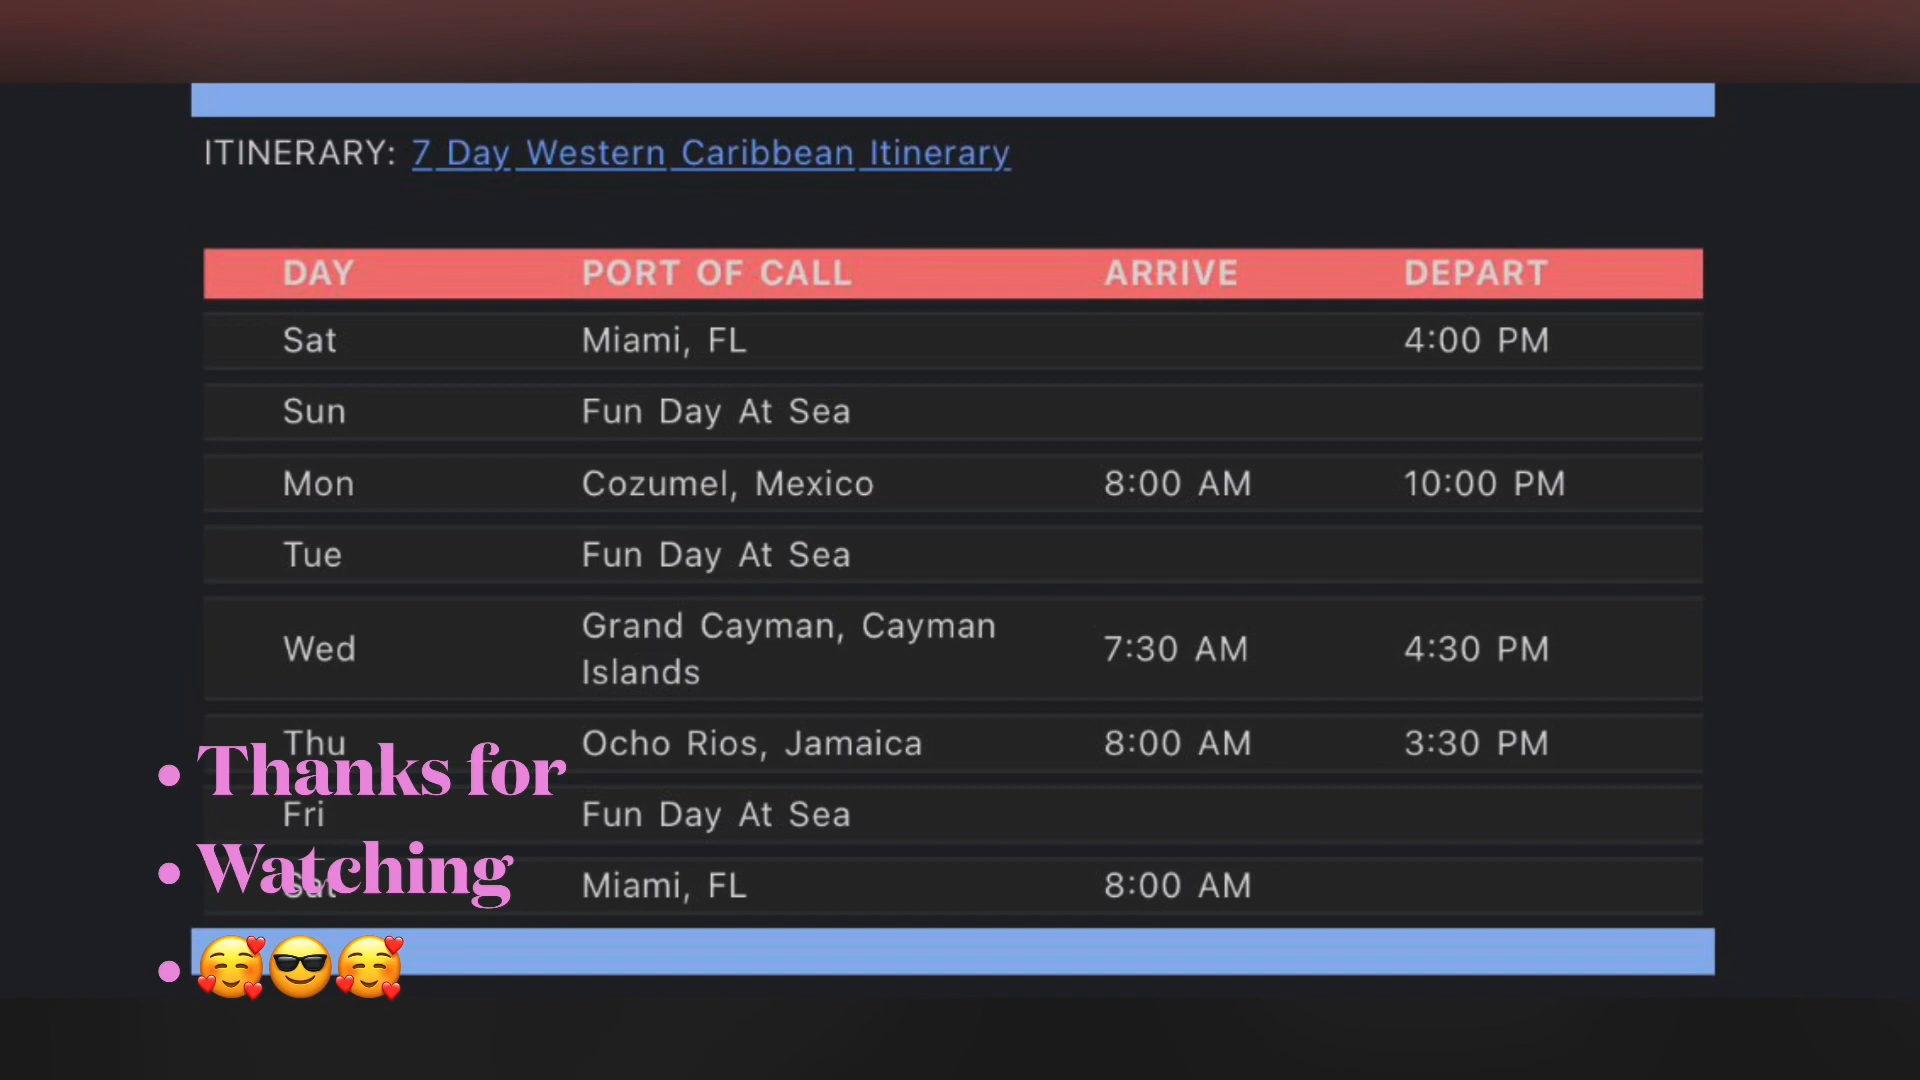 ITINERARY: 7 Day Western Caribbean Itinerary
DAY PORT OF CALL ARRIVE DEPART
Sat Miami, FL 4:00 PM
Sun Fun Day At Sea
Mon Cozumel, Mexico 8:00 AM 10:00 PM
Tue Fun Day At Sea
Wed Grand Cayman, Cayman Islands 7:30 AM 4:30 PM
Thu Ocho Rios, Jamaica 8:00 AM 3:30 PM
Fri Fun Day At Sea
Sat Miami, FL 8:00 AM
• Thanks for
• Watching
• 🥰😎🥰